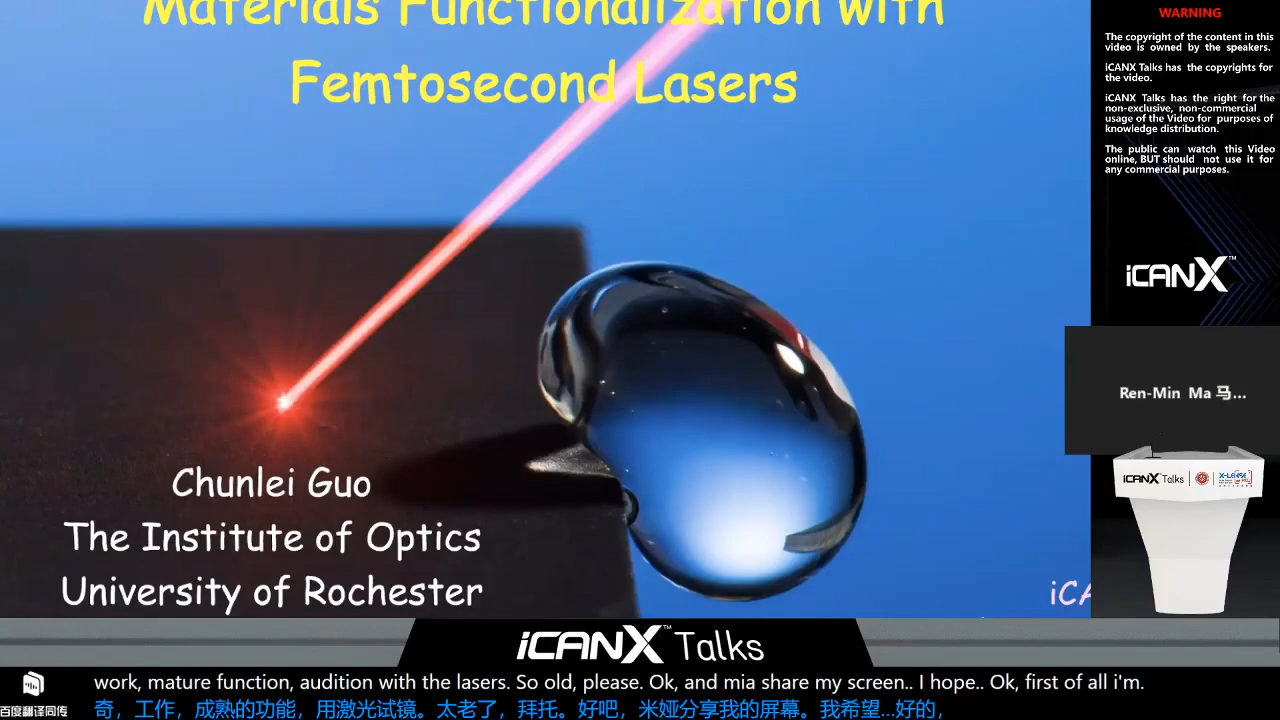 Materials Functionalization with
Femtosecond Lasers
Chunlei Guo
The Institute of Optics
University of Rochester
WARNING
The copyright of the content in this
video is owned by the speakers.
iCANX Talks has the copyrights for
the video.
iCANX Talks has the right for the
non-exclusive, non-commercial
usage of the Video for purposes of
knowledge distribution.
The public can watch this Video
online, BUT should not use it for
any commercial purposes.
iCANX™
Ren-Min Ma 马...
iCANX Talks
iCA
iCANX™ Talks
work, mature function, audition with the lasers. So old, please. Ok, and mia share my screen.. I hope.. Ok, first of all i'm.
百度翻译同传
奇，工作，成熟的功能，用激光试镜。太老了，拜托。好吧，米娅分享我的屏幕。我希望...好的，